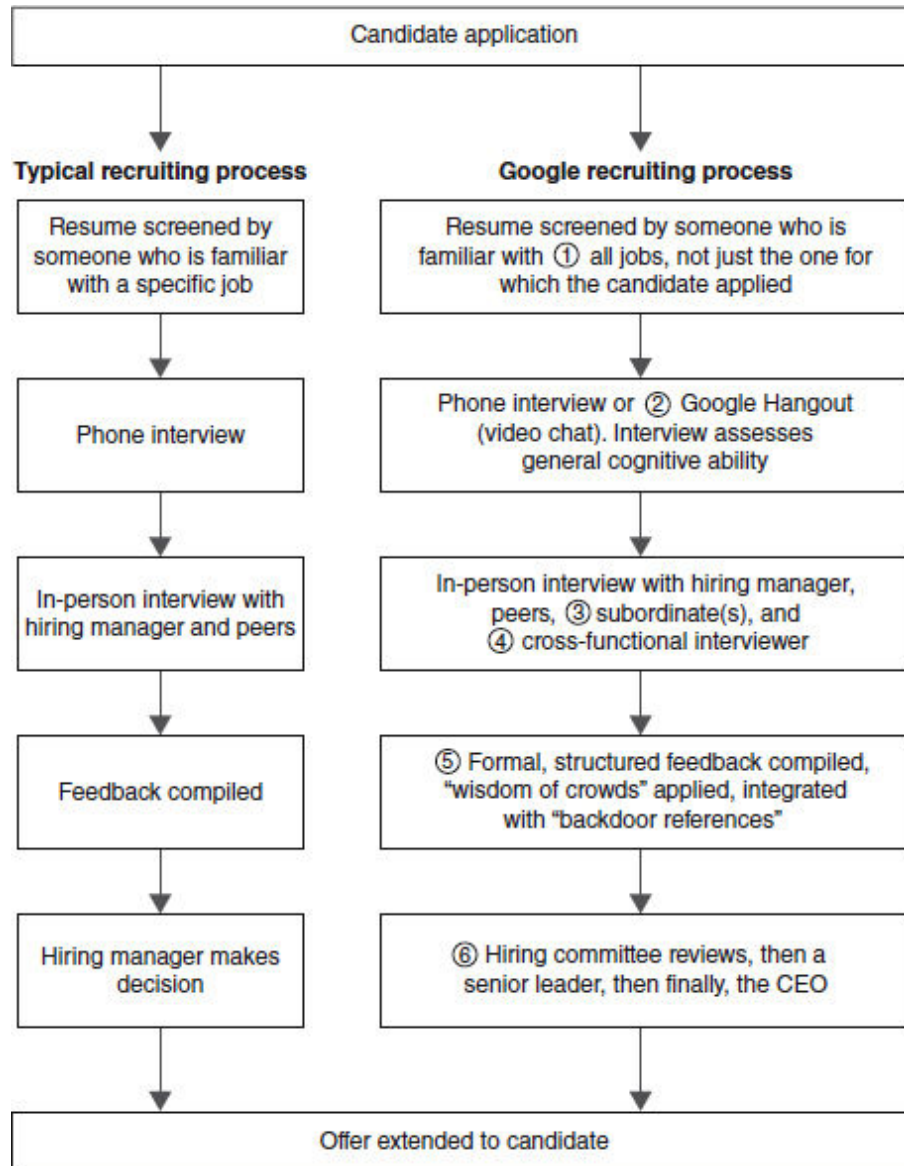 Candidate application
Typical recruiting process
Resume screened by
someone who is familiar
with a specific job
Phone interview
In-person interview with
hiring manager and peers
Feedback compiled
Hiring manager makes
decision
Google recruiting process
Resume screened by someone who is
familiar with ① all jobs, not just the one for
which the candidate applied
Phone interview or ② Google Hangout
(video chat). Interview assesses
general cognitive ability
In-person interview with hiring manager,
peers, ③ subordinate(s), and
④ cross-functional interviewer
⑤ Formal, structured feedback compiled,
“wisdom of crowds” applied, integrated
with “backdoor references”
⑥ Hiring committee reviews, then a
senior leader, then finally, the CEO
Offer extended to candidate